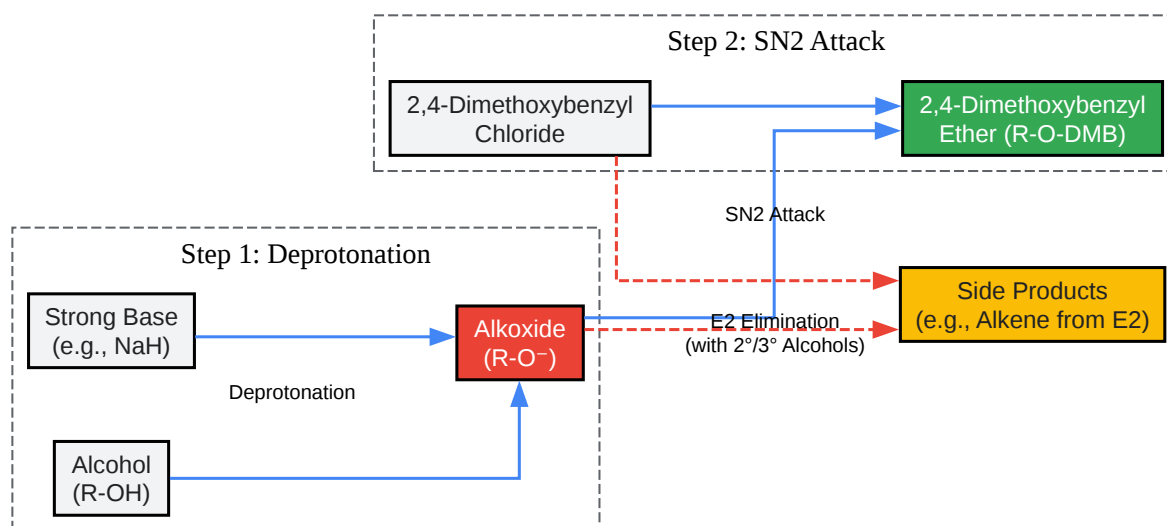 Step 2: SN2 Attack
2,4-Dimethoxybenzyl
Chloride
2,4-Dimethoxybenzyl
Ether (R-O-DMB)
SN2 Attack
Step 1: Deprotonation
Strong Base
(e.g., NaH)
Alkoxide
(R-O⁻)
E2 Elimination
(with 2°/3° Alcohols)
Side Products
(e.g., Alkene from E2)
Deprotonation
Alcohol
(R-OH)